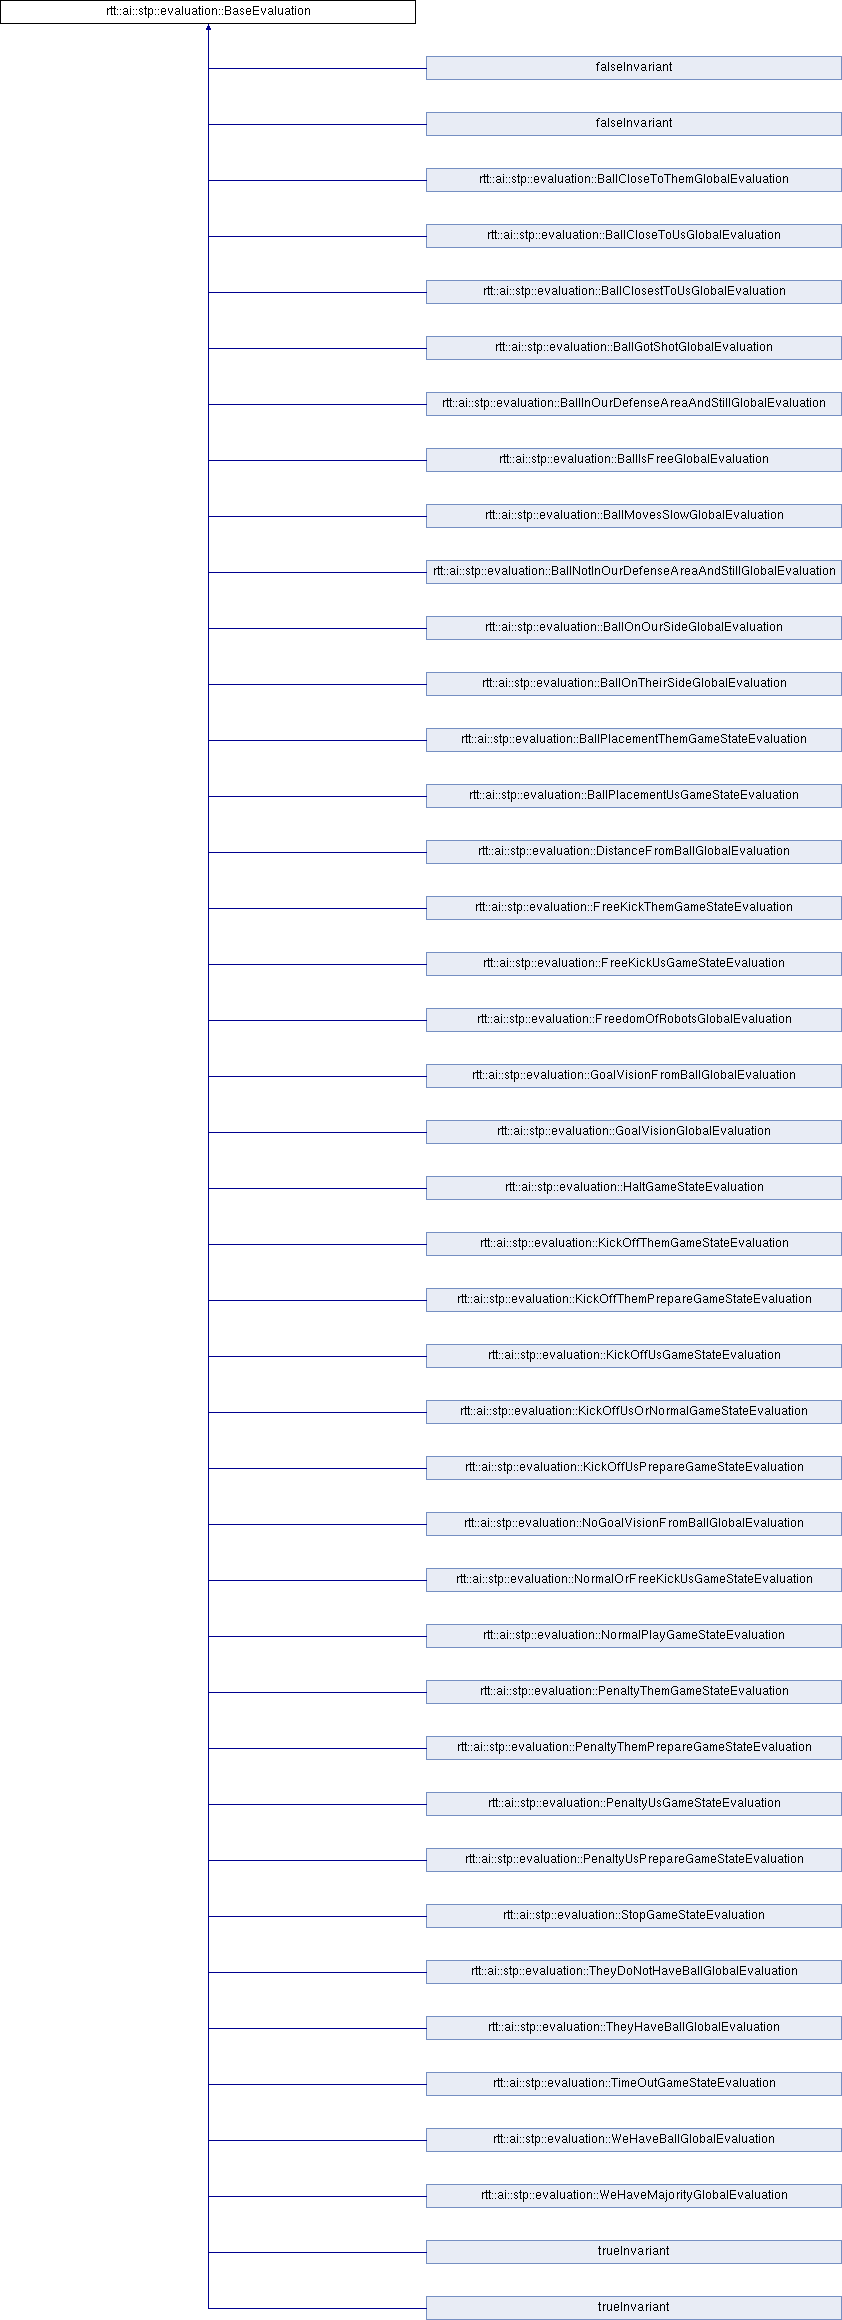 rtt::ai::stp::evaluation::BaseEvaluation
falseInvariant
falseInvariant
rtt::ai::stp::evaluation::BallCloseToThemGlobalEvaluation
rtt::ai::stp::evaluation::BallCloseToUsGlobalEvaluation
rtt::ai::stp::evaluation::BallClosestToUsGlobalEvaluation
rtt::ai::stp::evaluation::BallGotShotGlobalEvaluation
rtt::ai::stp::evaluation::BallInOurDefenseAreaAndStillGlobalEvaluation
rtt::ai::stp::evaluation::BallIsFreeGlobalEvaluation
rtt::ai::stp::evaluation::BallMovesSlowGlobalEvaluation
rtt::ai::stp::evaluation::BallNotInOurDefenseAreaAndStillGlobalEvaluation
rtt::ai::stp::evaluation::BallOnOurSideGlobalEvaluation
rtt::ai::stp::evaluation::BallOnTheirSideGlobalEvaluation
rtt::ai::stp::evaluation::BallPlacementThemGameStateEvaluation
rtt::ai::stp::evaluation::BallPlacementUsGameStateEvaluation
rtt::ai::stp::evaluation::DistanceFromBallGlobalEvaluation
rtt::ai::stp::evaluation::FreeKickThemGameStateEvaluation
rtt::ai::stp::evaluation::FreeKickUsGameStateEvaluation
rtt::ai::stp::evaluation::FreedomOfRobotsGlobalEvaluation
rtt::ai::stp::evaluation::GoalVisionFromBallGlobalEvaluation
rtt::ai::stp::evaluation::GoalVisionGlobalEvaluation
rtt::ai::stp::evaluation::HaltGameStateEvaluation
rtt::ai::stp::evaluation::KickOffThemGameStateEvaluation
rtt::ai::stp::evaluation::KickOffThemPrepareGameStateEvaluation
rtt::ai::stp::evaluation::KickOffUsGameStateEvaluation
rtt::ai::stp::evaluation::KickOffUsOrNormalGameStateEvaluation
rtt::ai::stp::evaluation::KickOffUsPrepareGameStateEvaluation
rtt::ai::stp::evaluation::NoGoalVisionFromBallGlobalEvaluation
rtt::ai::stp::evaluation::NormalOrFreeKickUsGameStateEvaluation
rtt::ai::stp::evaluation::NormalPlayGameStateEvaluation
rtt::ai::stp::evaluation::PenaltyThemGameStateEvaluation
rtt::ai::stp::evaluation::PenaltyThemPrepareGameStateEvaluation
rtt::ai::stp::evaluation::PenaltyUsGameStateEvaluation
rtt::ai::stp::evaluation::PenaltyUsPrepareGameStateEvaluation
rtt::ai::stp::evaluation::StopGameStateEvaluation
rtt::ai::stp::evaluation::TheyDoNotHaveBallGlobalEvaluation
rtt::ai::stp::evaluation::TheyHaveBallGlobalEvaluation
rtt::ai::stp::evaluation::TimeOutGameStateEvaluation
rtt::ai::stp::evaluation::WeHaveBallGlobalEvaluation
rtt::ai::stp::evaluation::WeHaveMajorityGlobalEvaluation
trueInvariant
trueInvariant